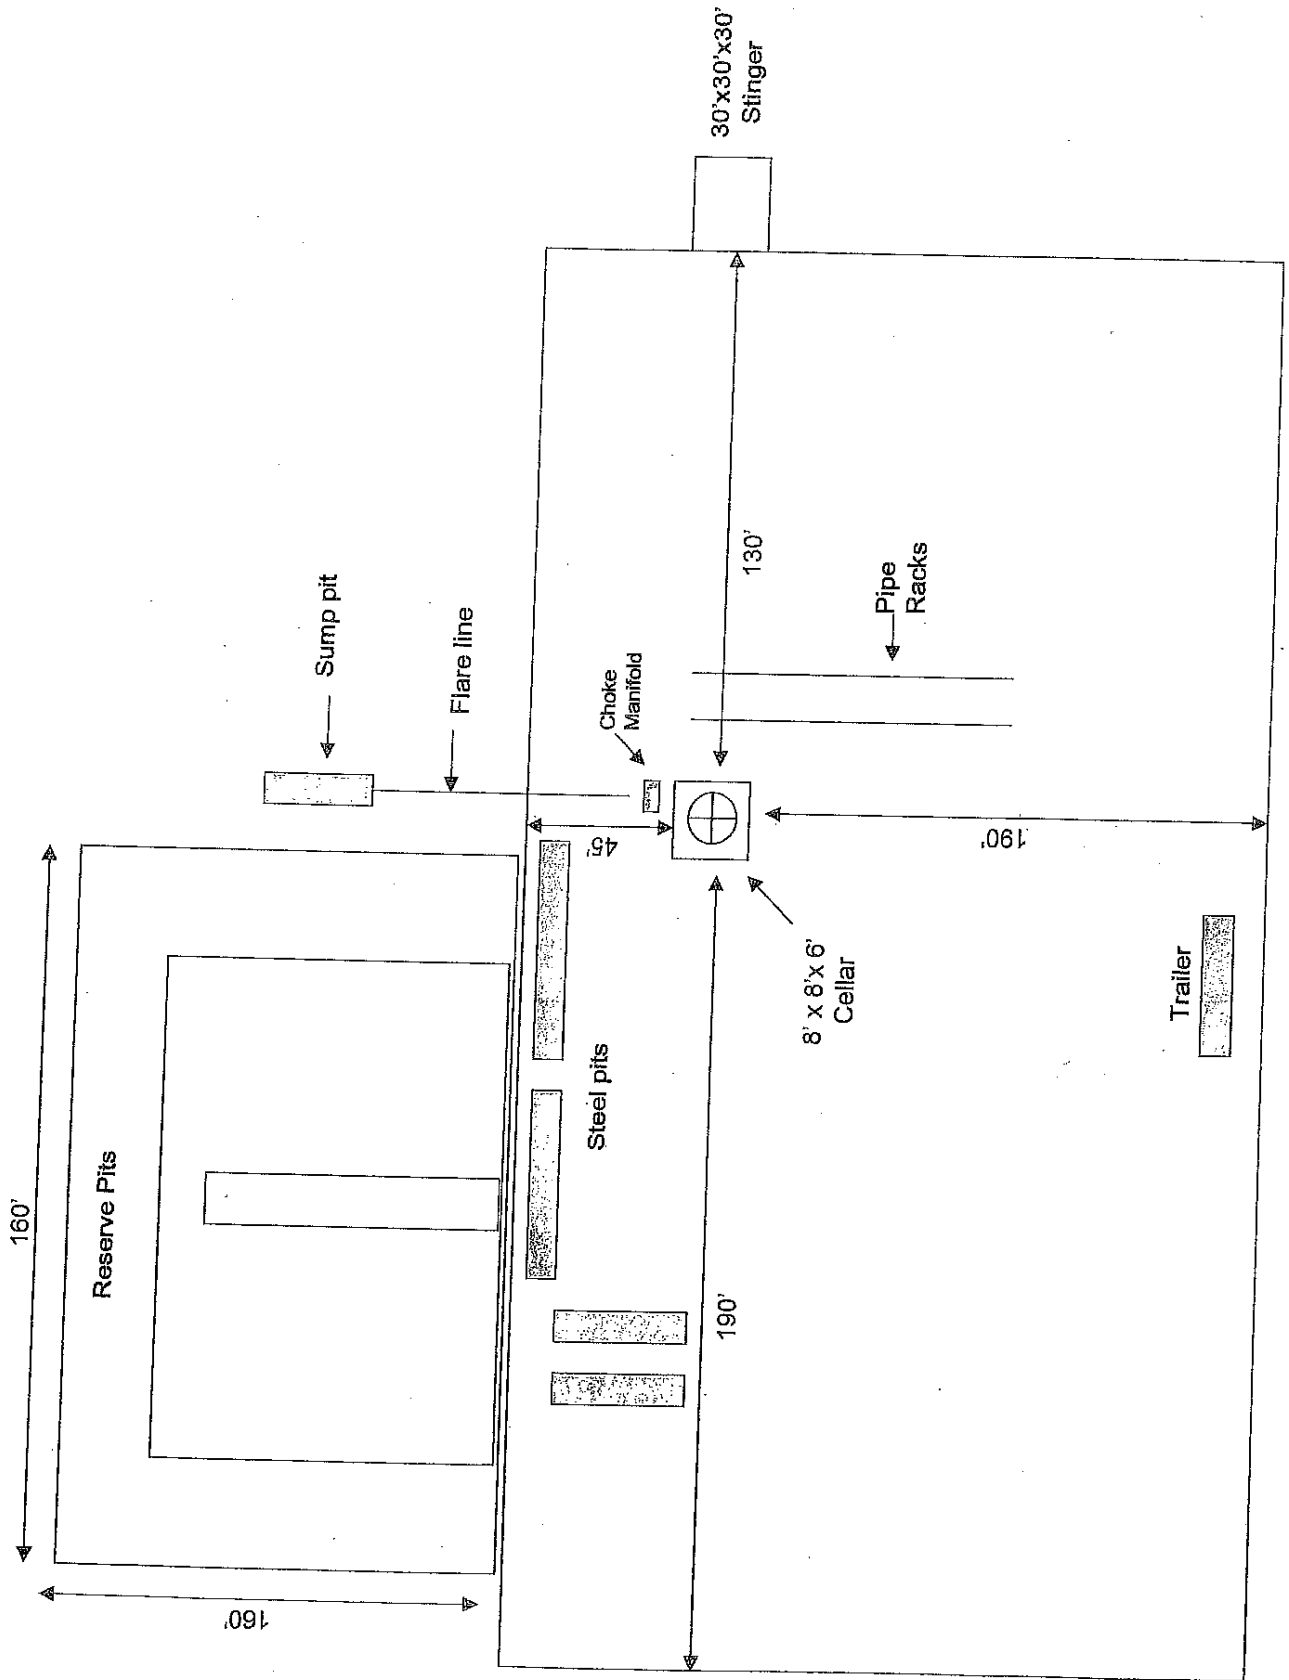 160'
Reserve Pits
160'
Sump pit
Flare line
30'x30'x30'
Stinger
Steel pits
45'
Choke
Manifold
130'
Pipe
Racks
190'
8' x 8'x 6'
Cellar
190'
Trailer